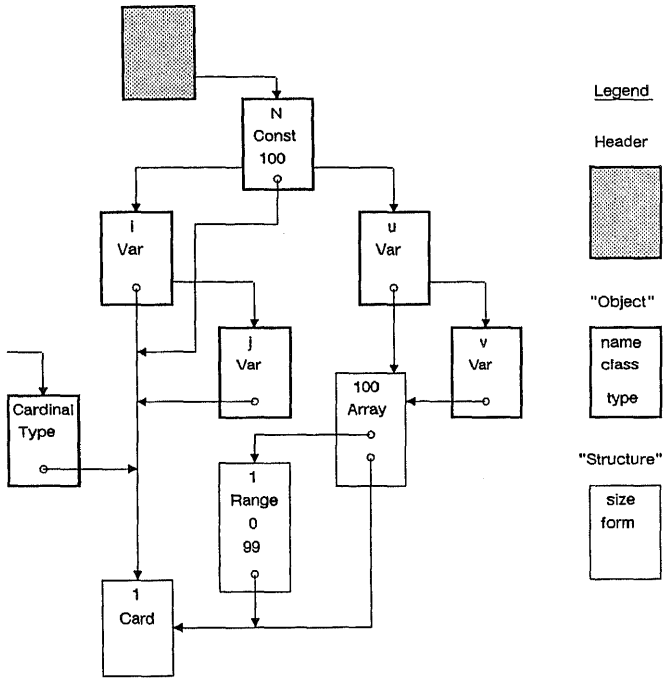 Legend
Header
N
Const
100
i
Var
u
Var
"Object"
name
class
type
j
Var
v
Var
100
Array
Cardinal
Type
"Structure"
size
form
1
Range
0
99
1
Card